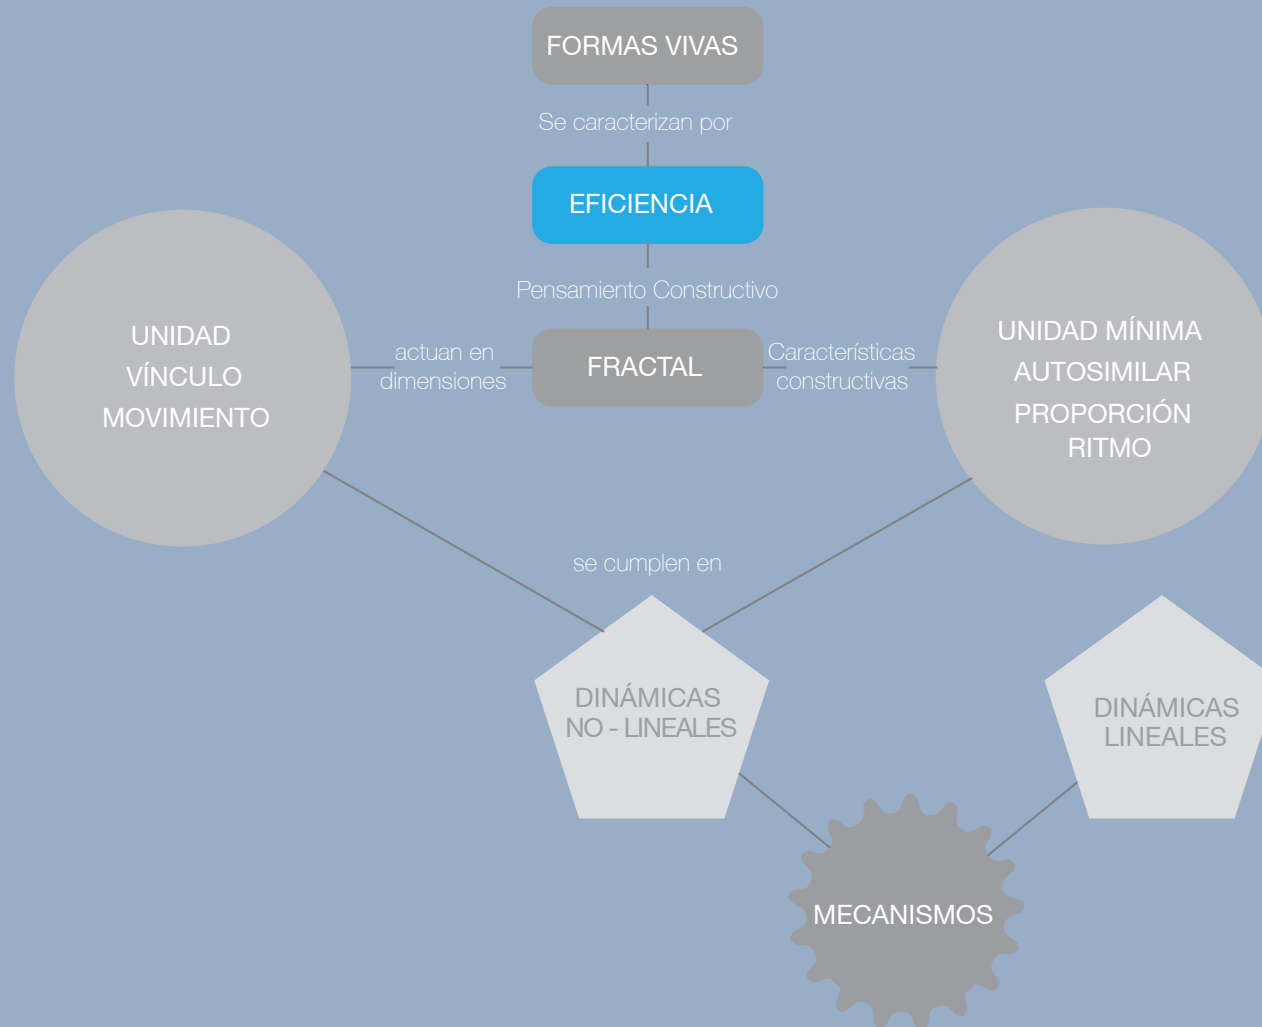 FORMAS VIVAS
Se caracterizan por
EFICIENCIA
Pensamiento Constructivo
UNIDAD
VÍNCULO
MOVIMIENTO
actuan en
dimensiones
FRACTAL
Características
constructivas
UNIDAD MÍNIMA
AUTOSIMILAR
PROPORCIÓN
RITMO
se cumplen en
DINÁMICAS
NO - LINEALES
DINÁMICAS
LINEALES
MECANISMOS